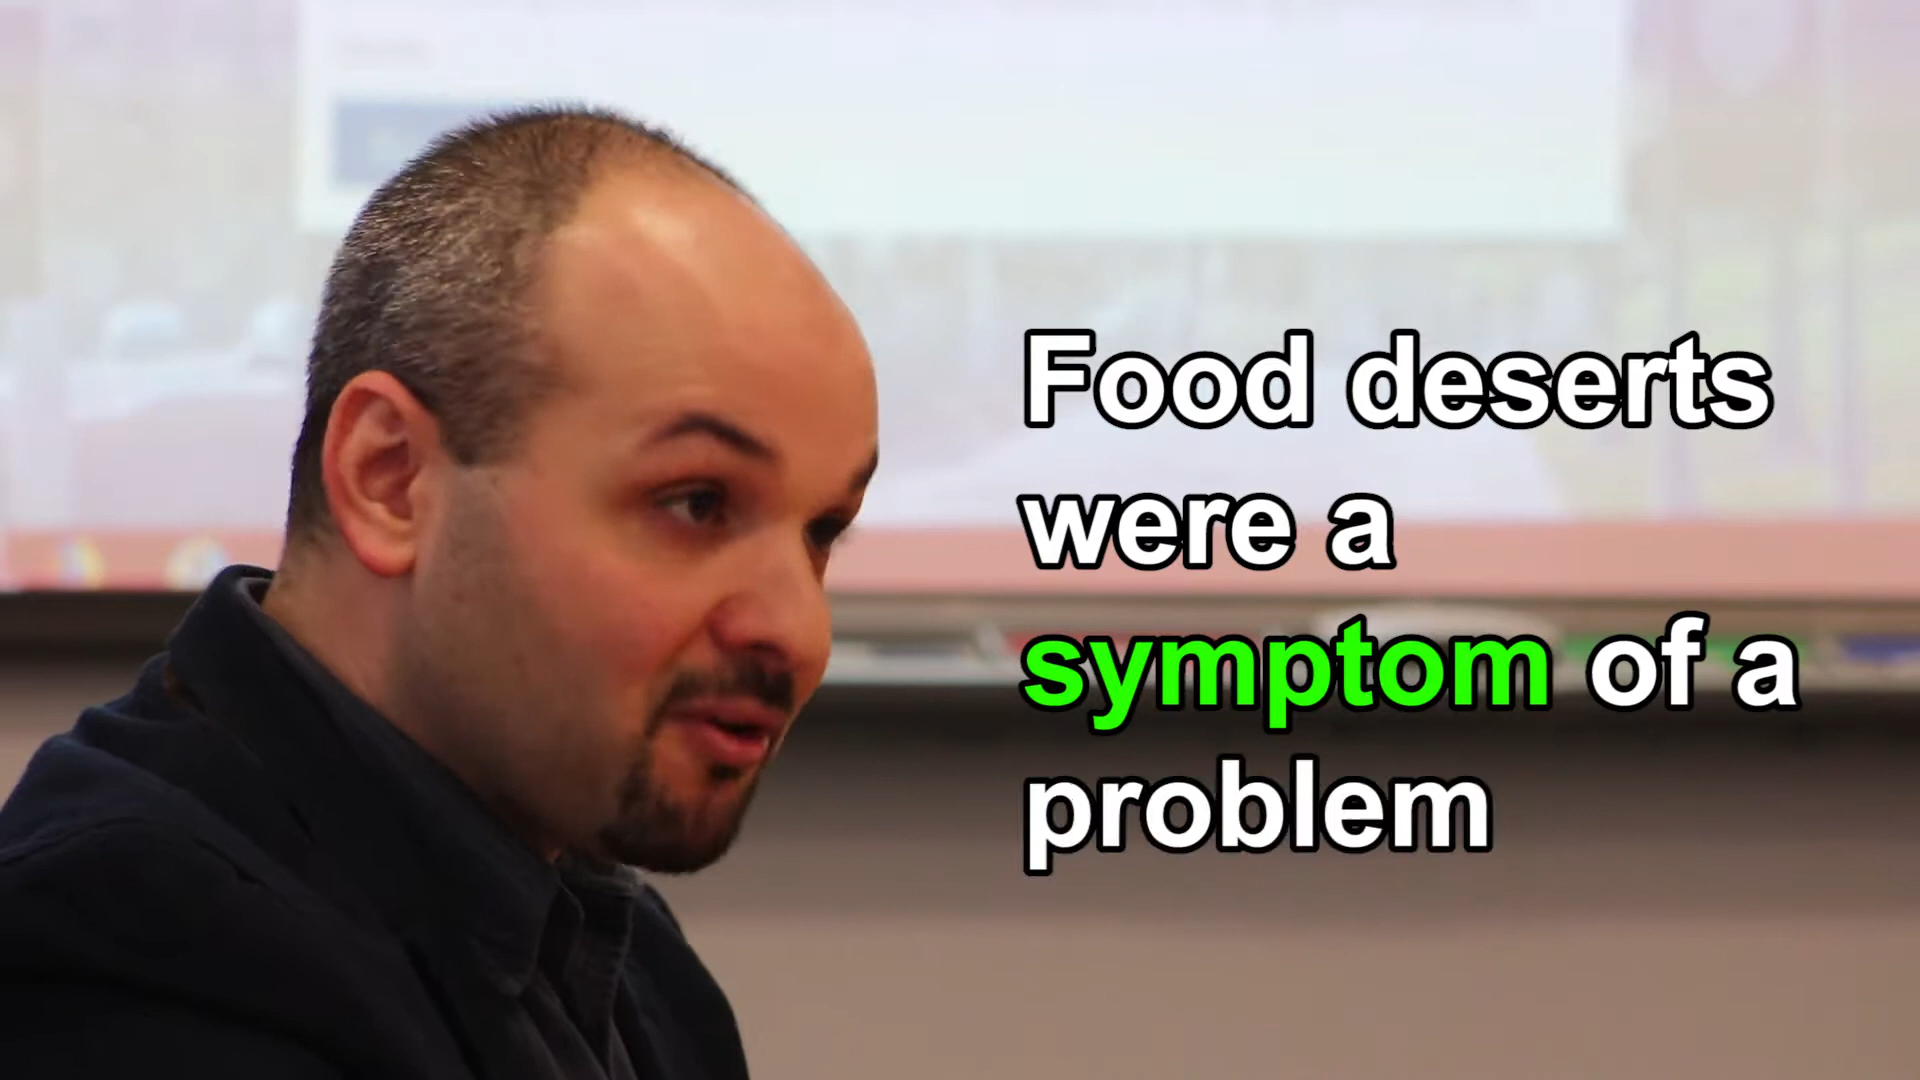 Food deserts
were a
symptom of a
problem